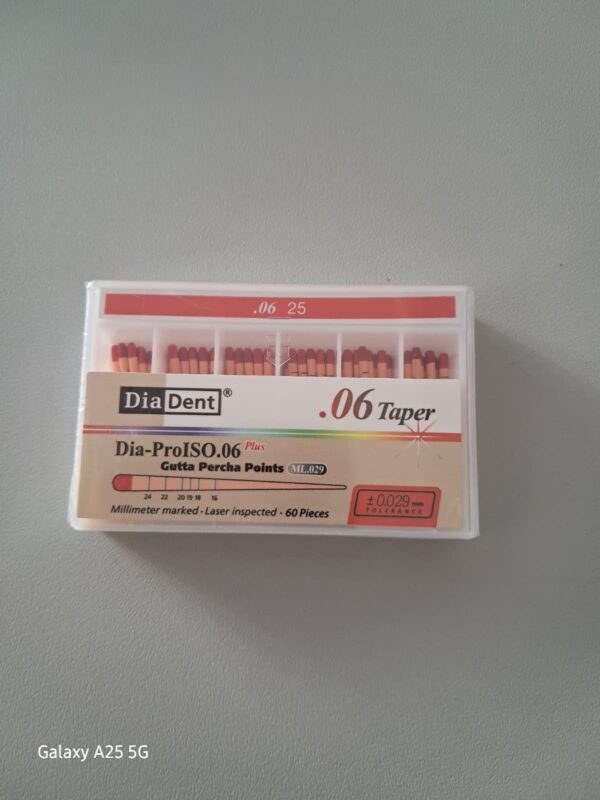 .06 25
DiaDent®
.06 Taper
Dia-ProISO.06 Plus
Gutta Percha Points ML.029
24 22 20 19 18 16
Millimeter marked - Laser inspected - 60 Pieces
±0.029 mm
TOLERANCE
Galaxy A25 5G